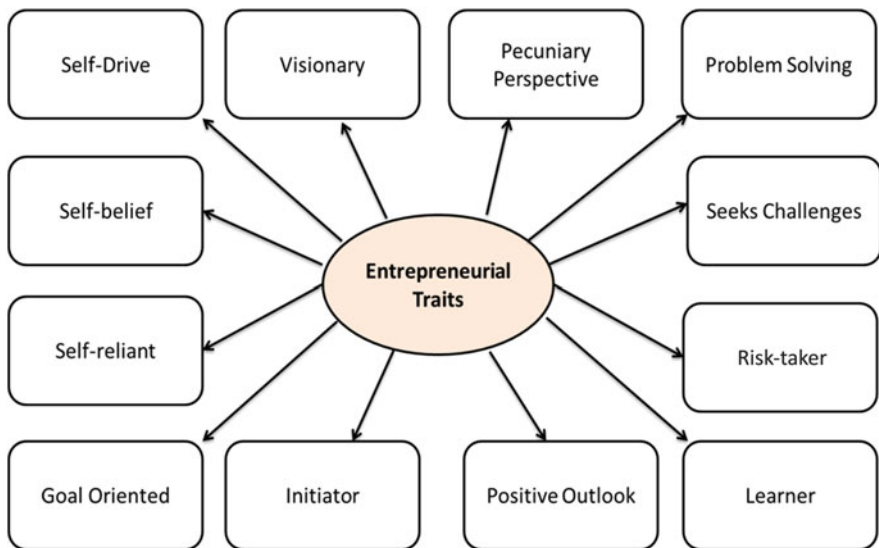 Self-Drive
Visionary
Pecuniary
Perspective
Problem Solving
Self-belief
Seeks Challenges
Entrepreneurial
Traits
Self-reliant
Risk-taker
Goal Oriented
Initiator
Positive Outlook
Learner